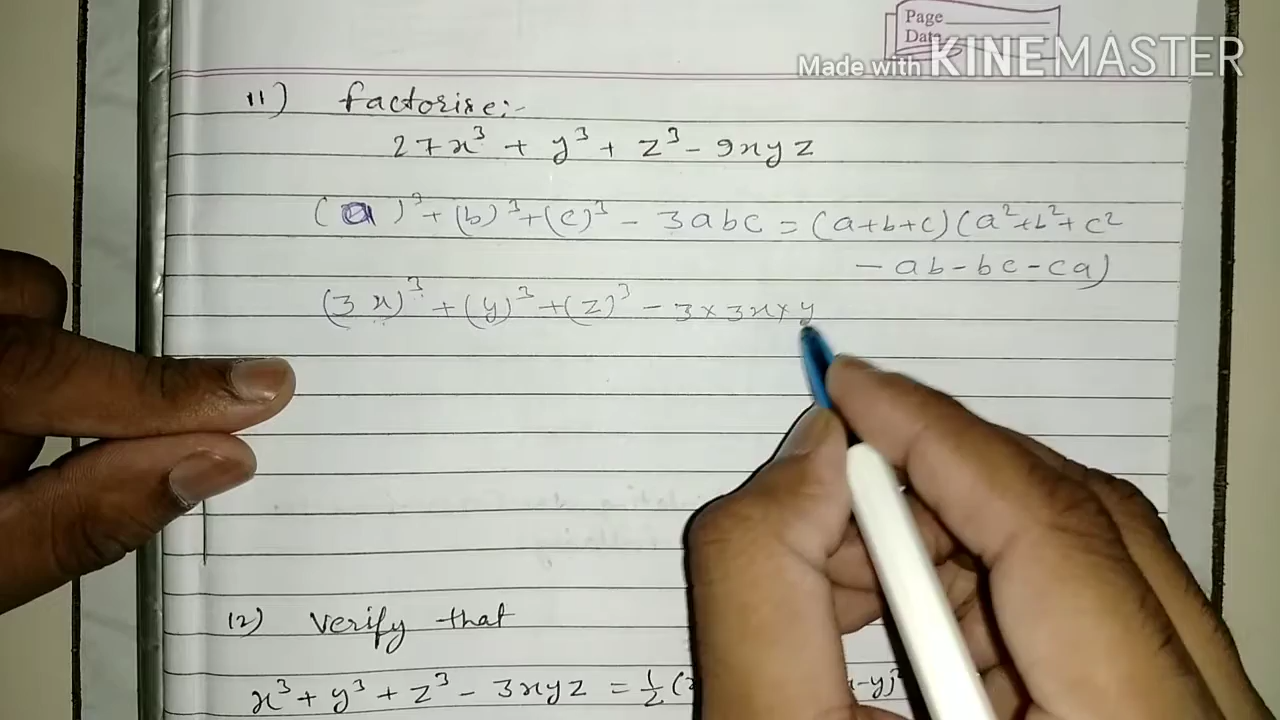 Page
Date
Made with KINEMASTER
11) factorise:-
27x³ + y³ + z³ - 9xyz
(a)³ + (b)³ + (c)³ - 3abc = (a+b+c)(a²+b²+c²
- ab - bc - ca)
(3x)³ + (y)³ + (z)³ - 3×3x×y
12) Verify that
x³ + y³ + z³ - 3xyz = ½ ( x-y)²